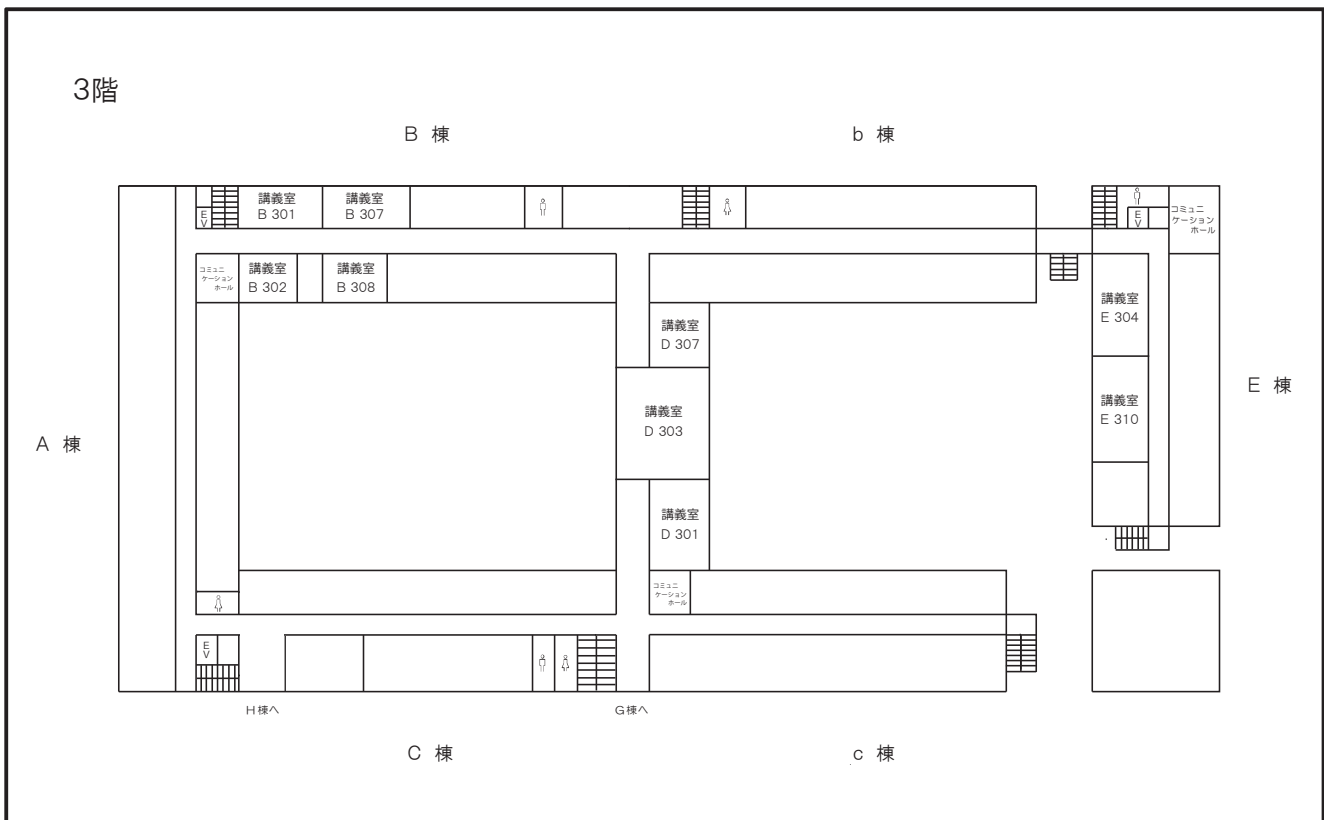 3階
B 棟
b 棟
講義室
B 301
講義室
B 307
EV
EV
コミュニ
ケーション
ホール
コミュニ
ケーション
ホール
講義室
B 302
講義室
B 308
講義室
E 304
講義室
D 307
E 棟
講義室
E 310
講義室
D 303
A 棟
講義室
D 301
コミュニ
ケーション
ホール
EV
H棟へ
G棟へ
C 棟
c 棟